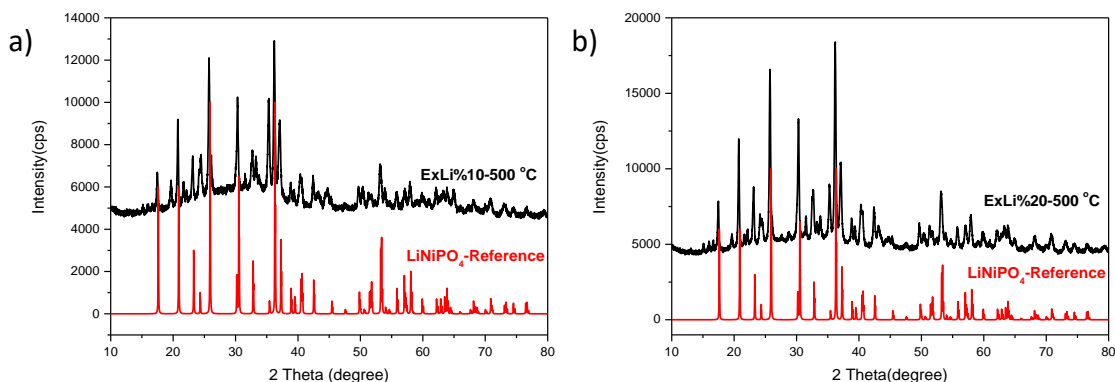 a)
14000
12000
10000
8000
6000
4000
2000
0
Intensity(cps)
ExLi%10-500 °C
LiNiPO₄-Reference
10 20 30 40 50 60 70 80
2 Theta (degree)
b)
20000
15000
10000
5000
0
Intensity(cps)
ExLi%20-500 °C
LiNiPO₄-Reference
10 20 30 40 50 60 70 80
2 Theta(degree)